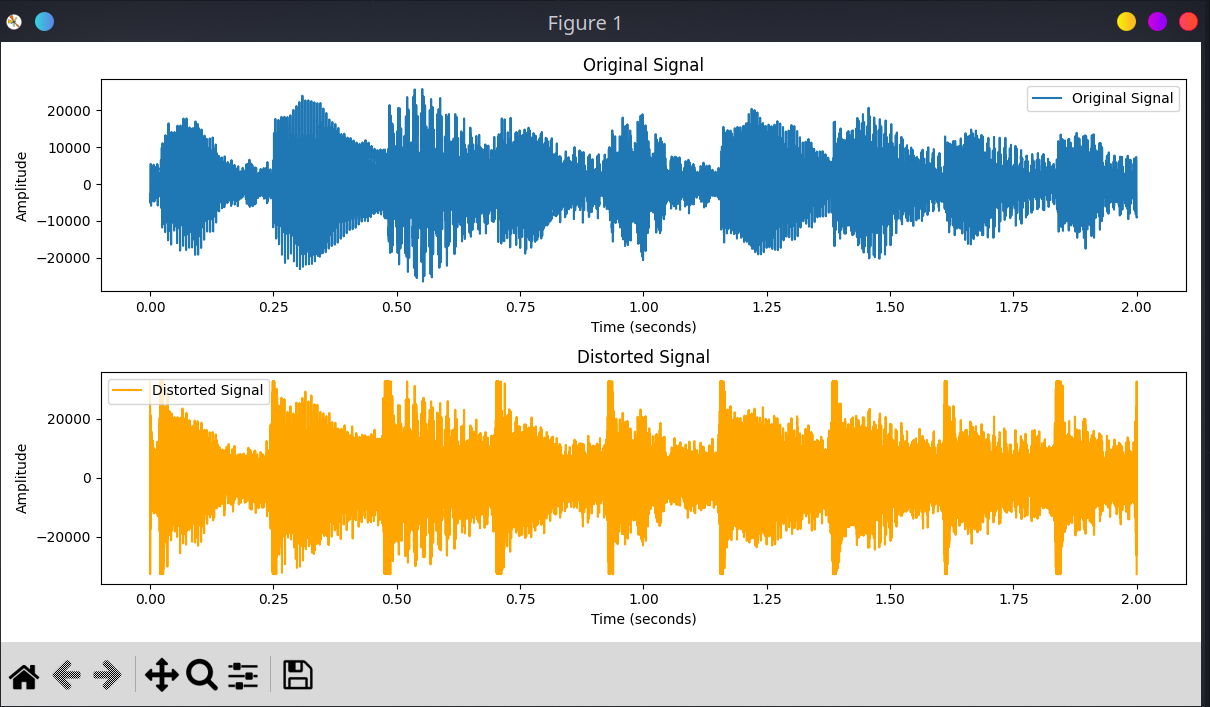 Figure 1
Original Signal
Original Signal
20000
10000
0
−10000
−20000
Amplitude
0.00 0.25 0.50 0.75 1.00 1.25 1.50 1.75 2.00
Time (seconds)
Distorted Signal
Distorted Signal
20000
0
−20000
Amplitude
0.00 0.25 0.50 0.75 1.00 1.25 1.50 1.75 2.00
Time (seconds)